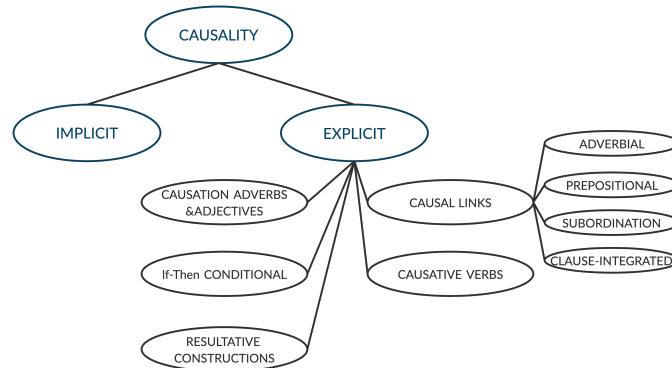 CAUSALITY
IMPLICIT
EXPLICIT
CAUSATION ADVERBS
&ADJECTIVES
CAUSAL LINKS
ADVERBIAL
PREPOSITIONAL
SUBORDINATION
CLAUSE-INTEGRATED
If-Then CONDITIONAL
CAUSATIVE VERBS
RESULTATIVE
CONSTRUCTIONS